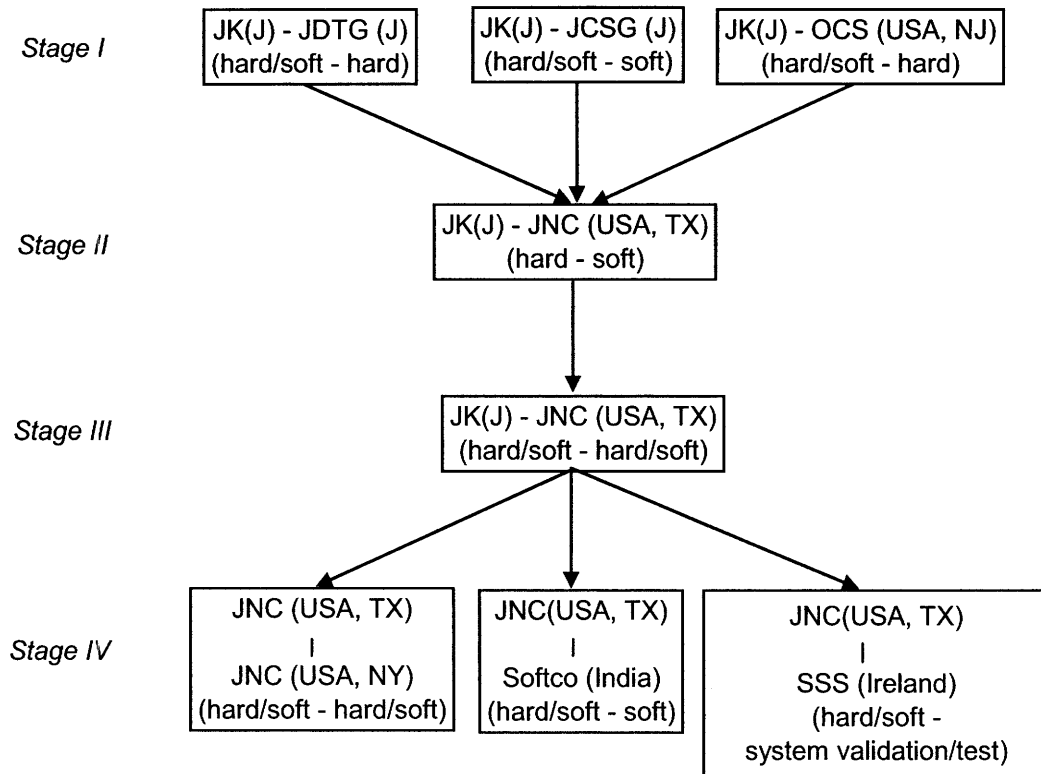 Stage I
JK(J) - JDTG (J)
(hard/soft - hard)
JK(J) - JCSG (J)
(hard/soft - soft)
JK(J) - OCS (USA, NJ)
(hard/soft - hard)
Stage II
JK(J) - JNC (USA, TX)
(hard - soft)
Stage III
JK(J) - JNC (USA, TX)
(hard/soft - hard/soft)
Stage IV
JNC (USA, TX)
|
JNC (USA, NY)
(hard/soft - hard/soft)
JNC(USA, TX)
|
Softco (India)
(hard/soft - soft)
JNC(USA, TX)
|
SSS (Ireland)
(hard/soft -
system validation/test)